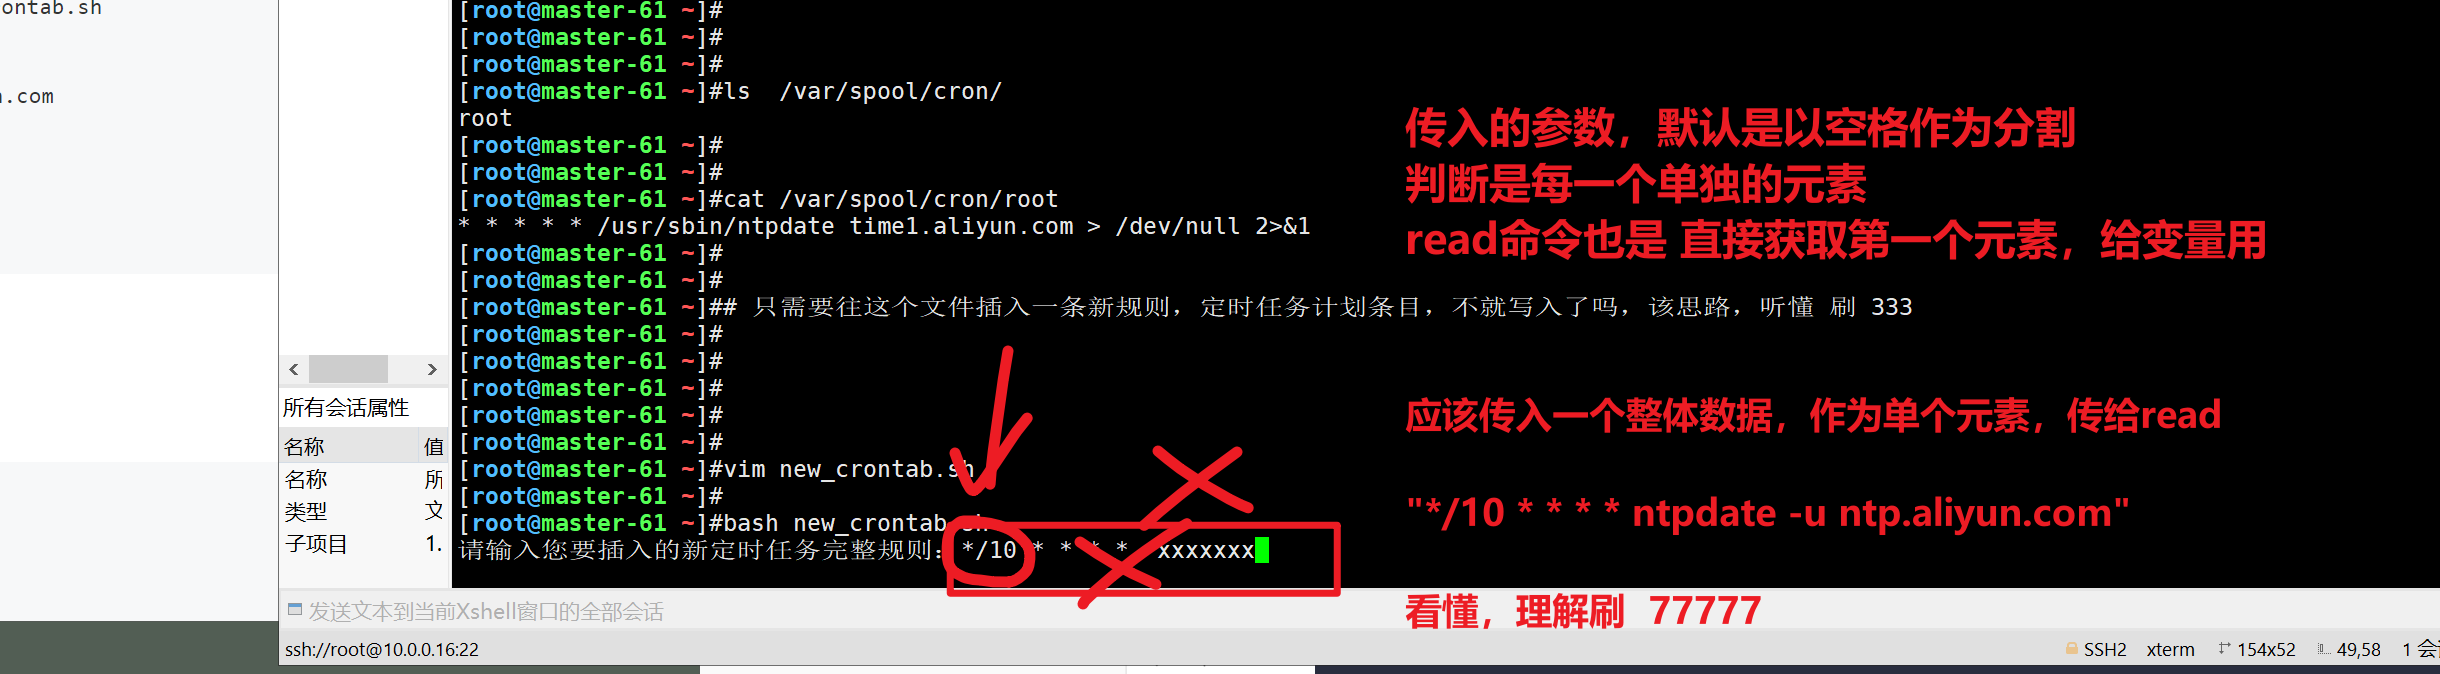 ontab.sh
.com
[root@master-61 ~]#
[root@master-61 ~]#
[root@master-61 ~]#
[root@master-61 ~]#ls  /var/spool/cron/
root
[root@master-61 ~]#
[root@master-61 ~]#
[root@master-61 ~]#cat /var/spool/cron/root
* * * * * /usr/sbin/ntpdate time1.aliyun.com > /dev/null 2>&1
[root@master-61 ~]#
[root@master-61 ~]#
[root@master-61 ~]## 只需要往这个文件插入一条新规则，定时任务计划条目，不就写入了吗，该思路，听懂 刷 333
[root@master-61 ~]#
[root@master-61 ~]#
[root@master-61 ~]#
[root@master-61 ~]#
[root@master-61 ~]#
[root@master-61 ~]#vim new_crontab.sh
[root@master-61 ~]#
[root@master-61 ~]#bash new_crontab.sh
请输入您要插入的新定时任务完整规则：*/10 * * * *  xxxxxxx
传入的参数，默认是以空格作为分割
判断是每一个单独的元素
read命令也是 直接获取第一个元素，给变量用
应该传入一个整体数据，作为单个元素，传给read
"*/10 * * * * ntpdate -u ntp.aliyun.com"
看懂，理解刷  77777
所有会话属性
名称 值
名称 所
类型 文
子项目 1.
发送文本到当前Xshell窗口的全部会话
ssh://root@10.0.0.16:22
SSH2 xterm 154x52 49,58 1 会